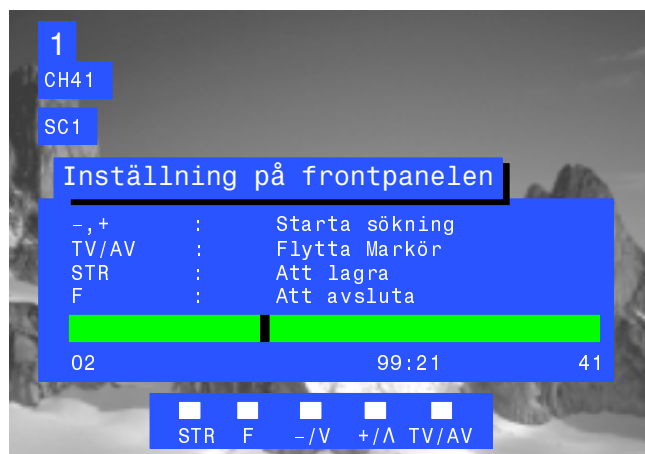 1
CH41
SC1
Inställning på frontpanelen
-,+ : Starta sökning
TV/AV : Flytta Markör
STR : Att lagra
F : Att avsluta
02 99:21 41
STR F -/V +/Λ TV/AV